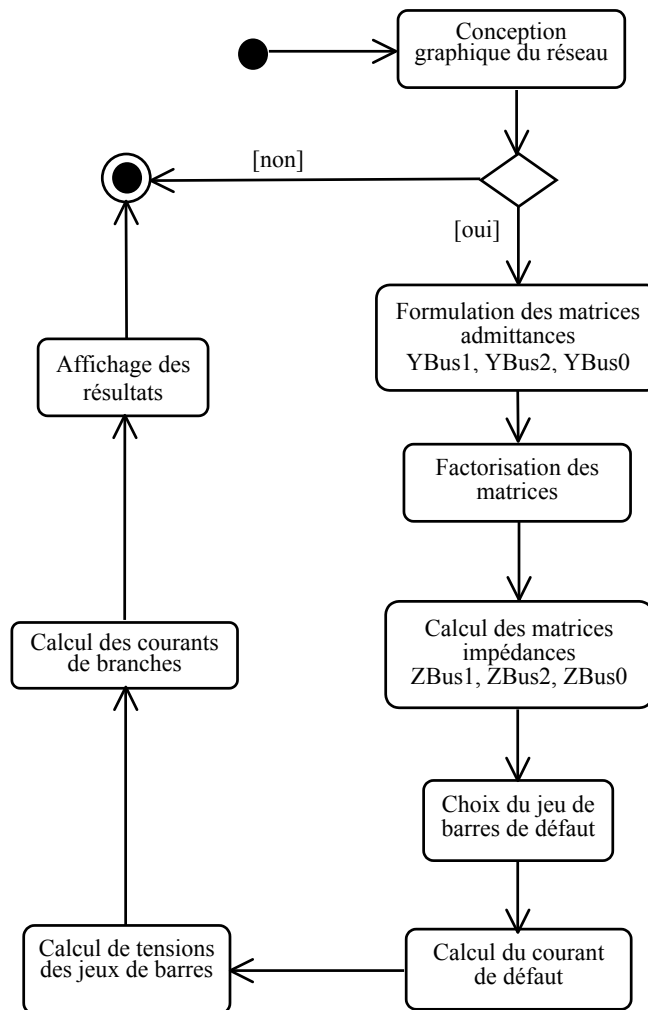 Conception
graphique du réseau
[non]
[oui]
Formulation des matrices
admittances
YBus1, YBus2, YBus0
Affichage des
résultats
Factorisation des
matrices
Calcul des courants
de branches
Calcul des matrices
impédances
ZBus1, ZBus2, ZBus0
Choix du jeu de
barres de défaut
Calcul de tensions
des jeux de barres
Calcul du courant
de défaut